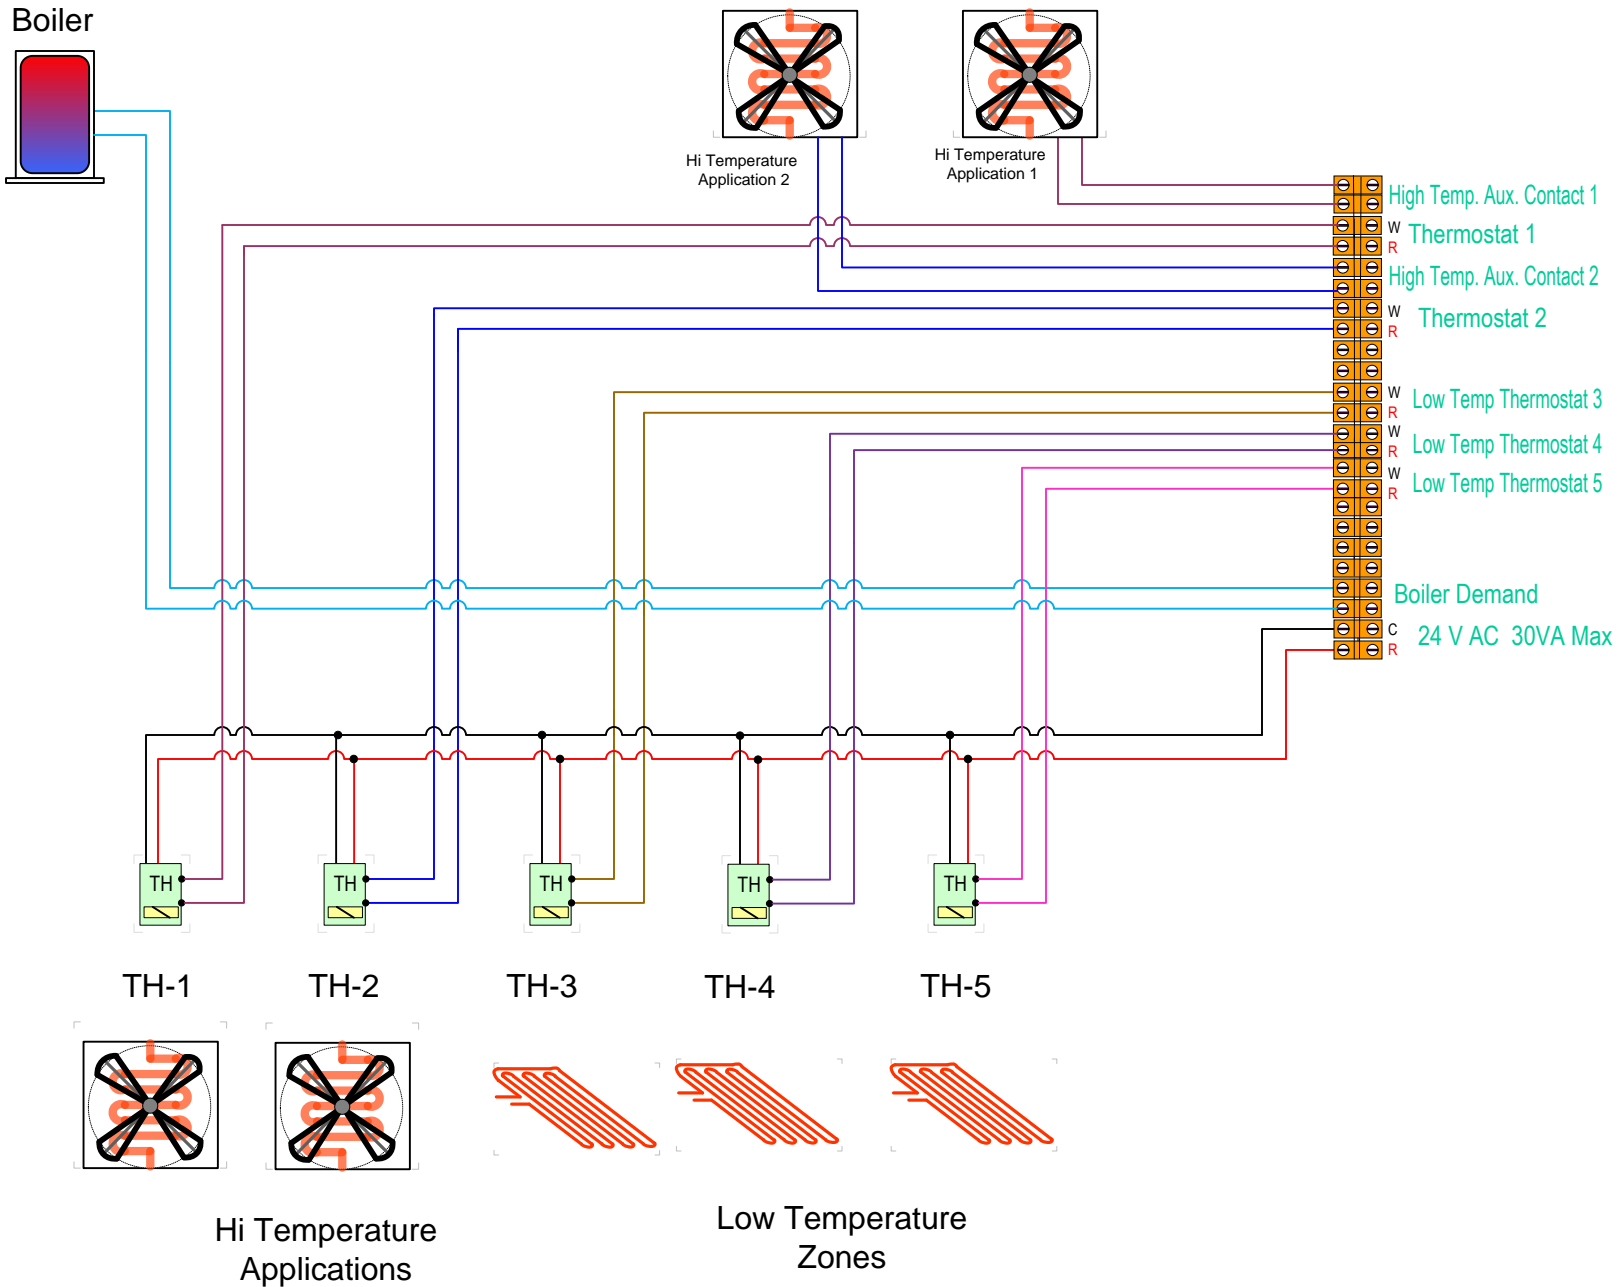 Boiler
Hi Temperature
Application 2
Hi Temperature
Application 1
High Temp. Aux. Contact 1
W Thermostat 1
R
High Temp. Aux. Contact 2
W Thermostat 2
R
W Low Temp Thermostat 3
R
W Low Temp Thermostat 4
R
W Low Temp Thermostat 5
R
Boiler Demand
C 24 V AC 30VA Max
R
TH TH TH TH TH
TH-1 TH-2 TH-3 TH-4 TH-5
Hi Temperature
Applications
Low Temperature
Zones